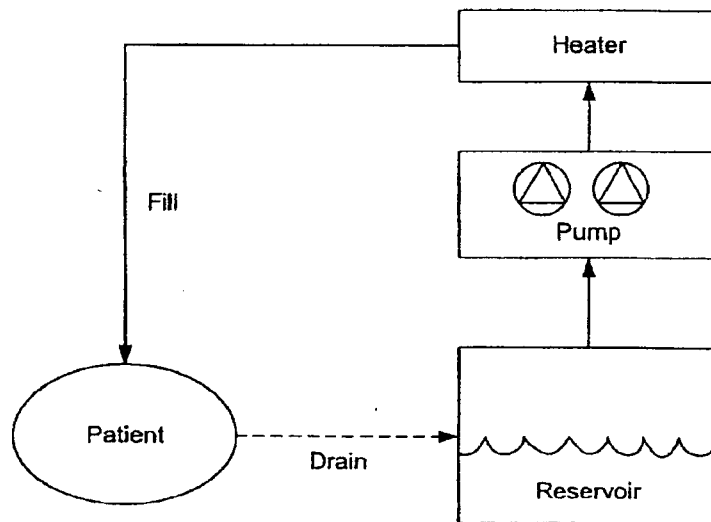 Heater
Pump
Fill
Patient
Drain
Reservoir